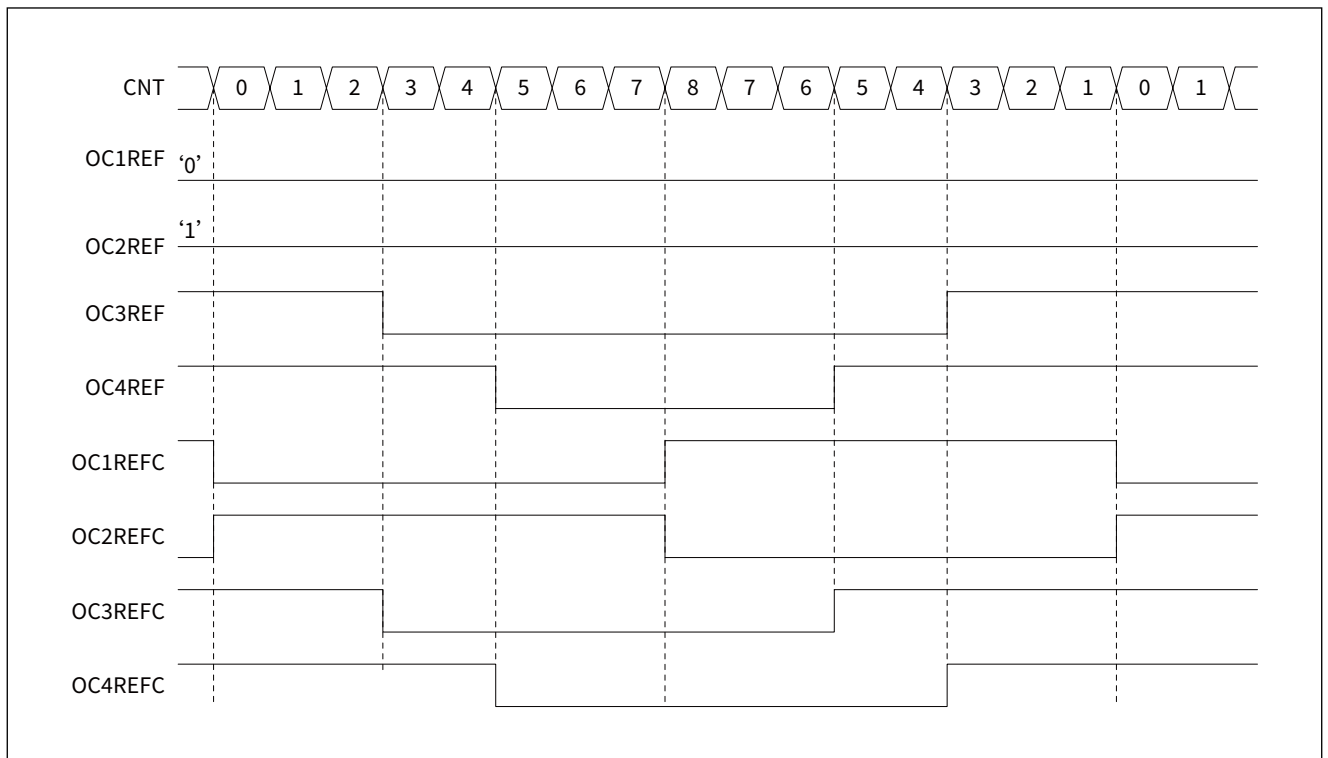 CNT 0 1 2 3 4 5 6 7 8 7 6 5 4 3 2 1 0 1
OC1REF ‘0’
‘1’
OC2REF
OC3REF
OC4REF
OC1REFC
OC2REFC
OC3REFC
OC4REFC